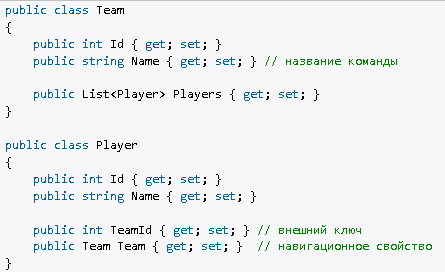 public class Team
{
    public int Id { get; set; }
    public string Name { get; set; } // название команды

    public List<Player> Players { get; set; }
}

public class Player
{
    public int Id { get; set; }
    public string Name { get; set; }

    public int TeamId { get; set; } // внешний ключ
    public Team Team { get; set; }  // навигационное свойство
}